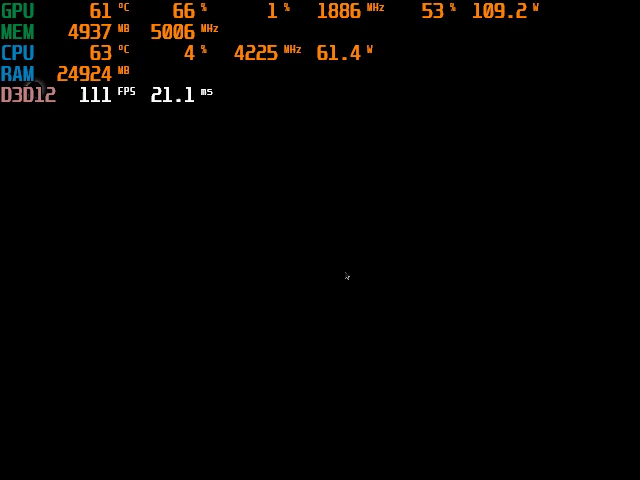 GPU 61 °C 66 % 1 % 1886 MHz 53 % 109.2 W
MEM 4937 MB 5006 MHz
CPU 63 °C 4 % 4225 MHz 61.4 W
RAM 24924 MB
D3D12 111 FPS 21.1 ms